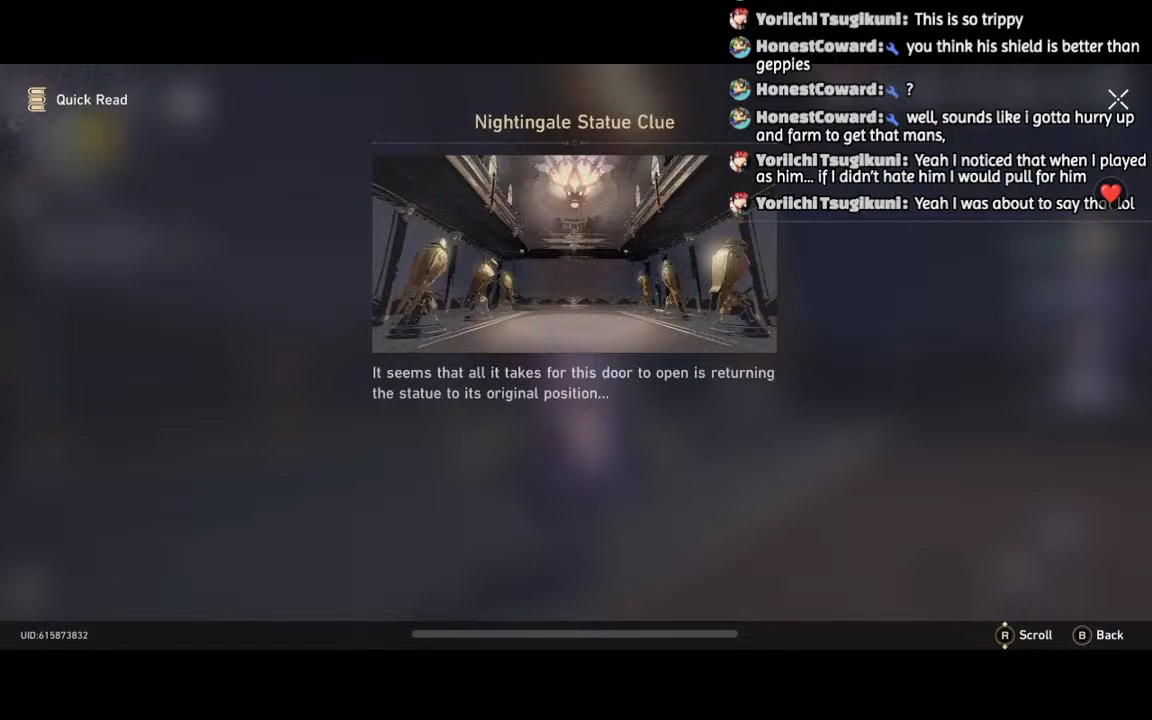 Yoriichi Tsugikuni: This is so trippy
HonestCoward: you think his shield is better than
geppies
HonestCoward: ?
HonestCoward: well, sounds like i gotta hurry up
and farm to get that mans,
Yoriichi Tsugikuni: Yeah I noticed that when I played
as him... if I didn't hate him I would pull for him
Yoriichi Tsugikuni: Yeah I was about to say that lol
Quick Read
Nightingale Statue Clue
It seems that all it takes for this door to open is returning
the statue to its original position...
UID:615873832
R Scroll
B Back